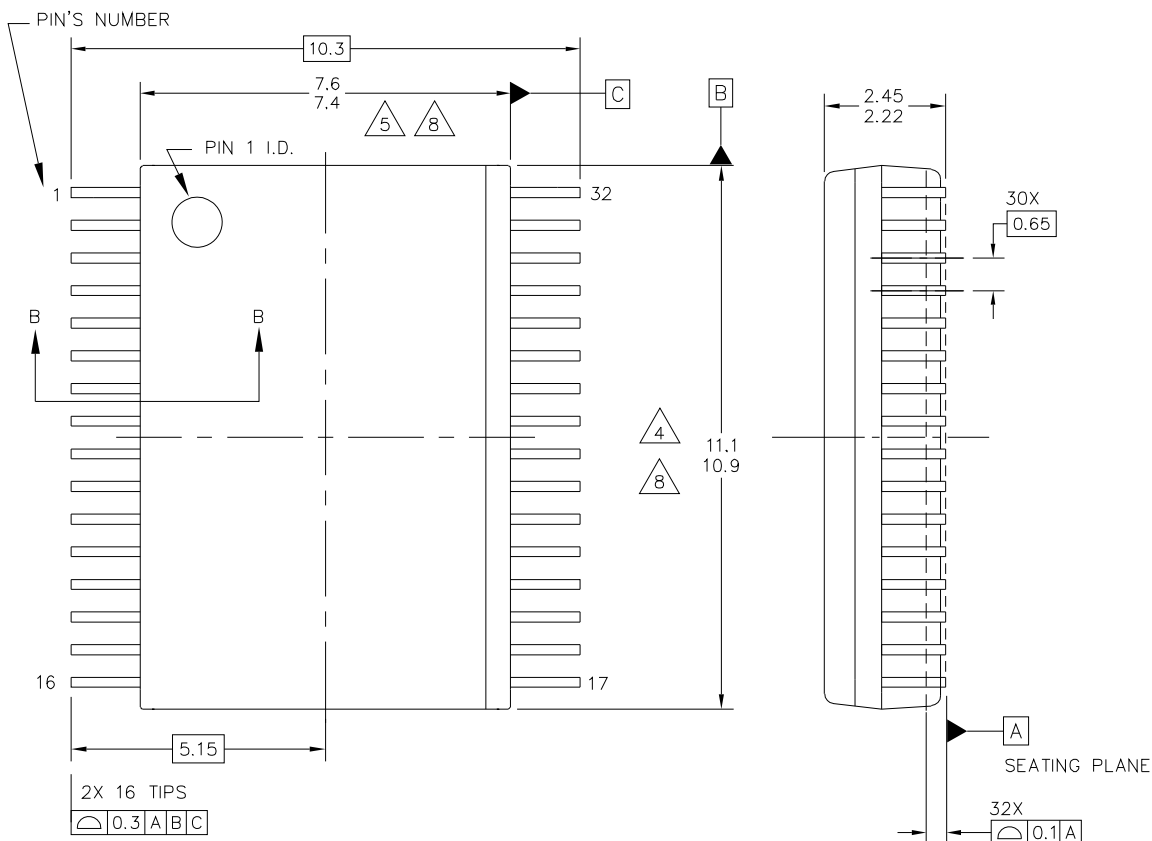 PIN'S NUMBER
10.3
7.6
7.4
5
8
C
B
2.45
2.22
PIN 1 I.D.
1
32
30X
0.65
B
B
4
8
11.1
10.9
16
17
5.15
A
SEATING PLANE
2X 16 TIPS
0.3 A B C
32X
0.1 A